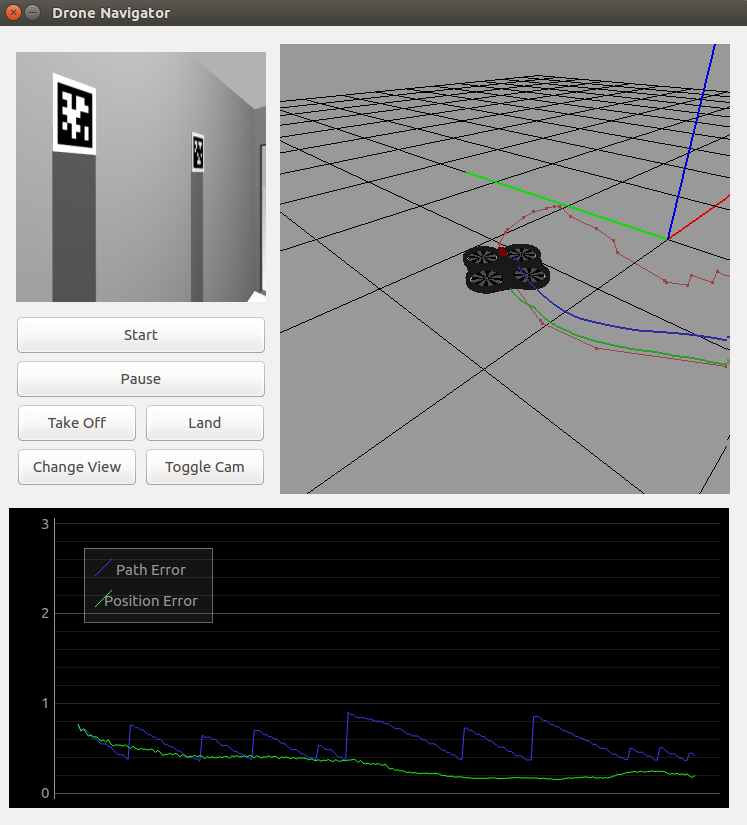 Drone Navigator
Start
Pause
Take Off
Land
Change View
Toggle Cam
3
Path Error
Position Error
2
1
0